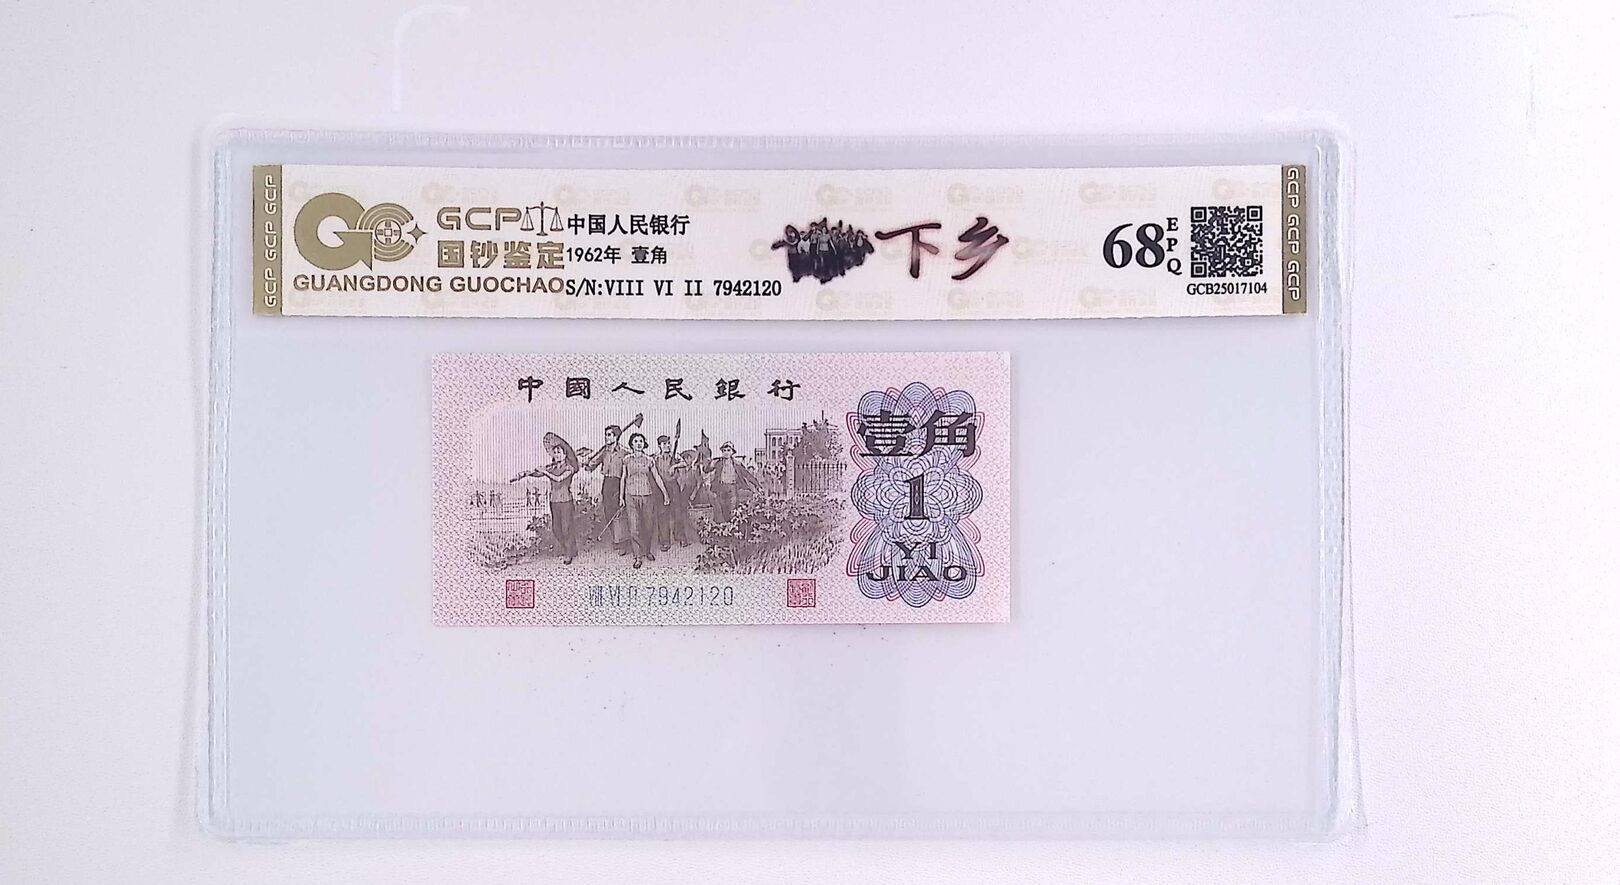 GCP GCP GCP
GCP
国钞鉴定
GUANGDONG GUOCHAO
中国人民银行
1962年 壹角
S/N:VIII VI II 7942120
下乡
68
EPQ
GCB25017104
GCP GCP GCP
中國人民銀行
壹角
1
YI
JIAO
VIII VI II 7942120